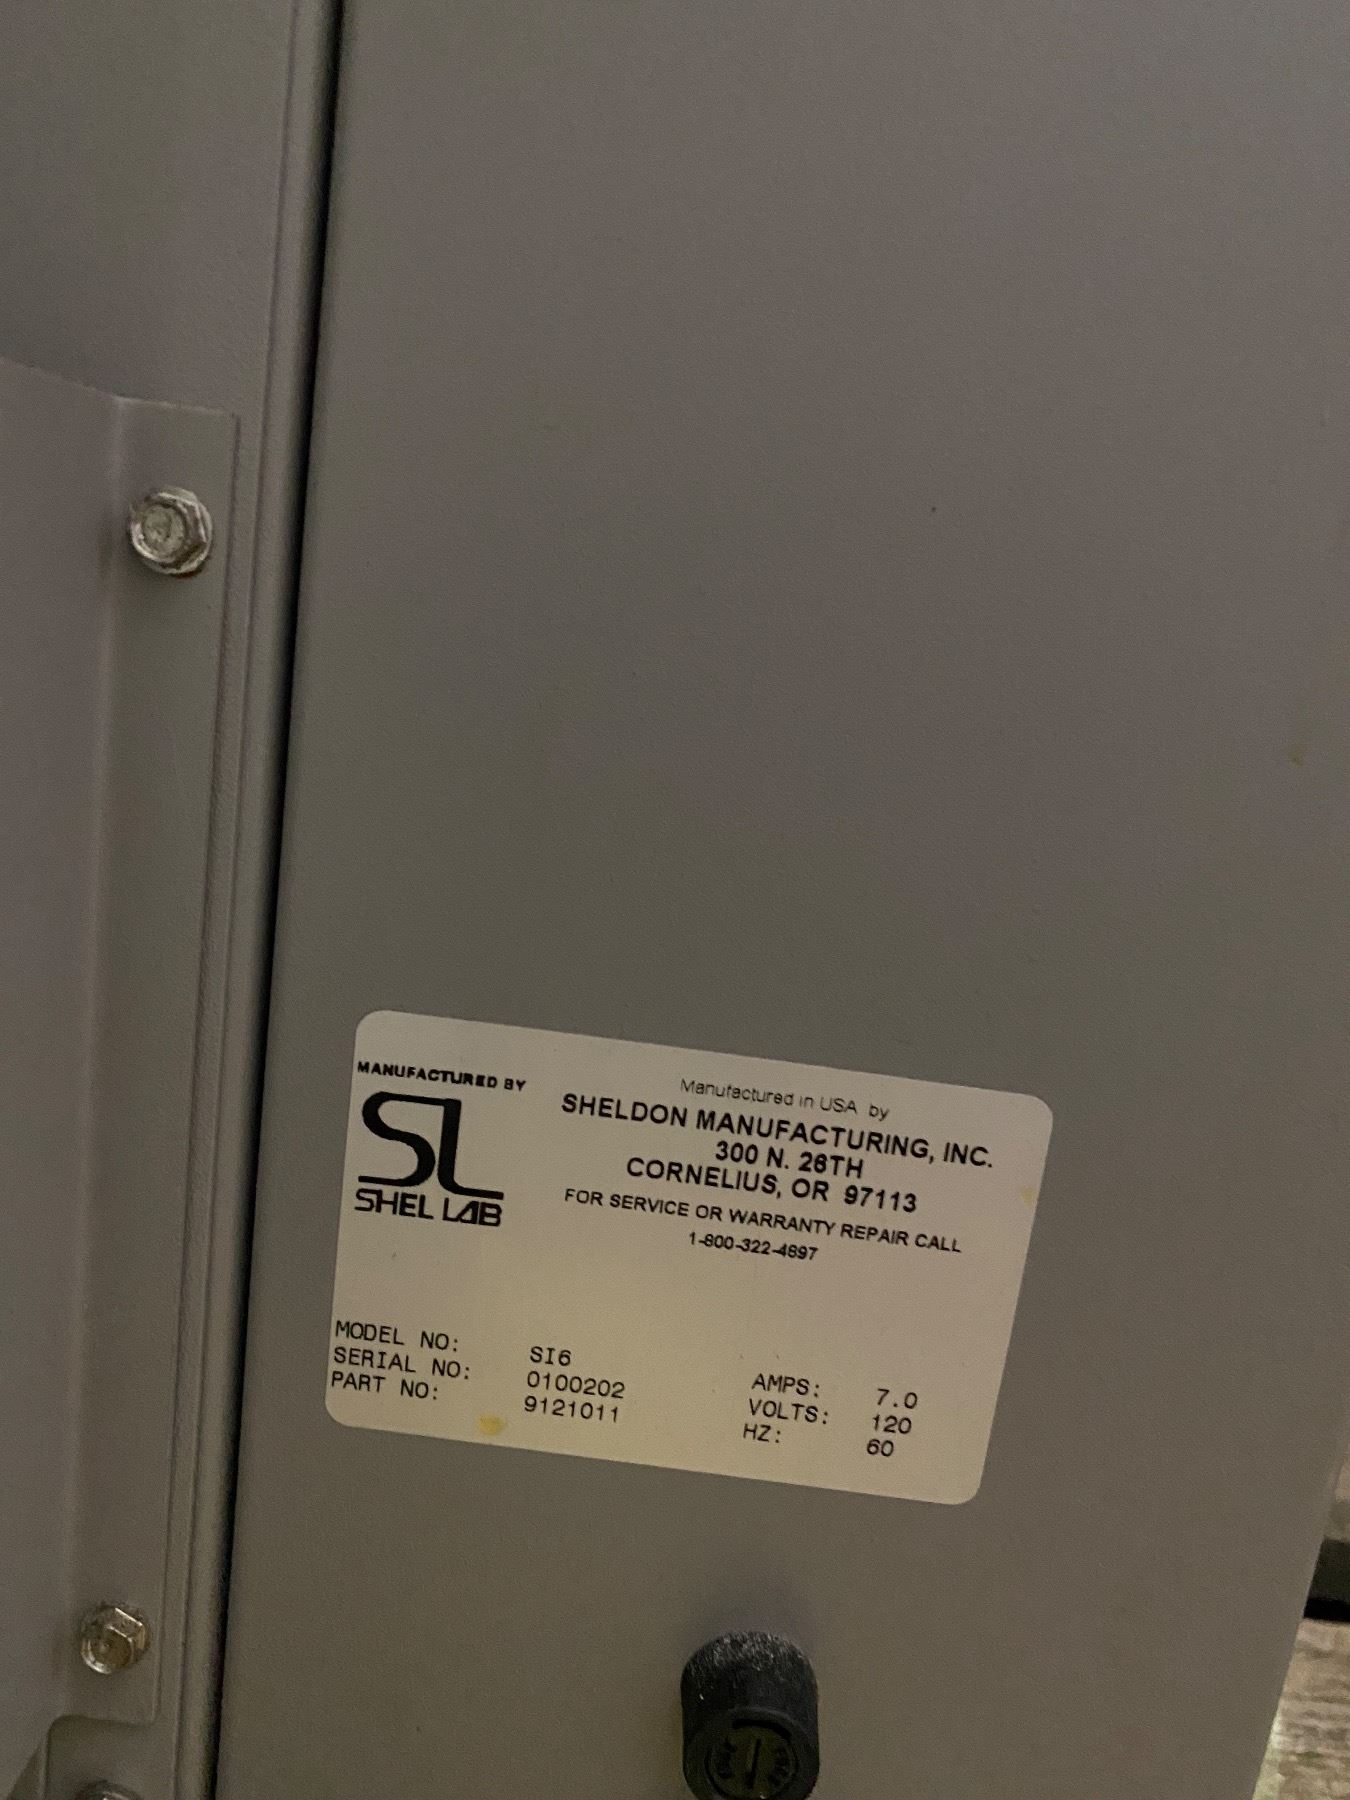 MANUFACTURED BY
SL
SHEL LAB
Manufactured in USA by
SHELDON MANUFACTURING, INC.
300 N. 26TH
CORNELIUS, OR 97113
FOR SERVICE OR WARRANTY REPAIR CALL
1-800-322-4897
MODEL NO: SI6
SERIAL NO: 0100202
PART NO: 9121011
AMPS: 7.0
VOLTS: 120
HZ: 60